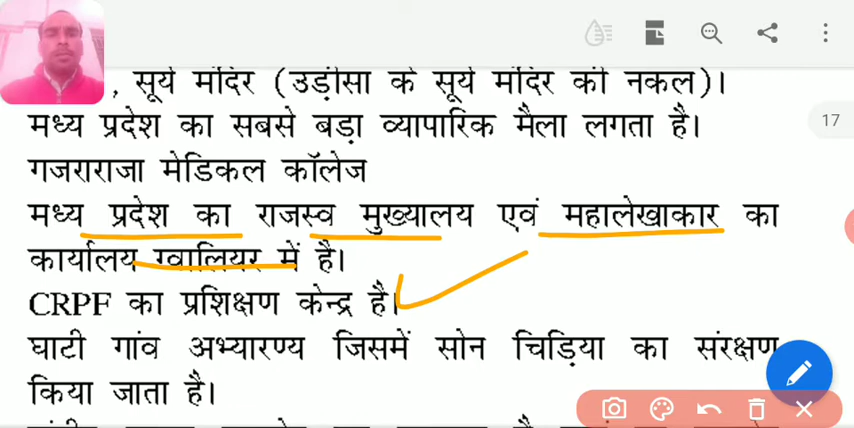 , सूर्य मंदिर (उड़ीसा के सूर्य मंदिर की नकल)।
मध्य प्रदेश का सबसे बड़ा व्यापारिक मैला लगता है।
17
गजराराजा मेडिकल कॉलेज
मध्य प्रदेश का राजस्व मुख्यालय एवं महालेखाकार का
कार्यालय ग्वालियर में है।
CRPF का प्रशिक्षण केन्द्र है।
घाटी गांव अभ्यारण्य जिसमें सोन चिड़िया का संरक्षण
किया जाता है।